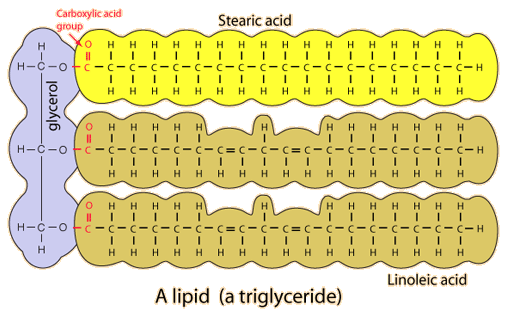 Carboxylic acid
group
Stearic acid
H O H H H H H H H H H H H H H H H H H
H–C–O–C–C–C–C–C–C–C–C–C–C–C–C–C–C–C–C–C–H
H H H H H H H H H H H H H H H H H
glycerol
O H H H H H H H H H H H H H
H–C–O–C–C–C–C–C–C–C=C–C–C=C–C–C–C–C–C–C–C–H
H H H H H H H H H H H H H H H H H
O H H H H H H H H H H H H H
H–C–O–C–C–C–C–C–C–C=C–C–C=C–C–C–C–C–C–C–C–H
H H H H H H H H H H H H H H H H H H
Linoleic acid
A lipid (a triglyceride)